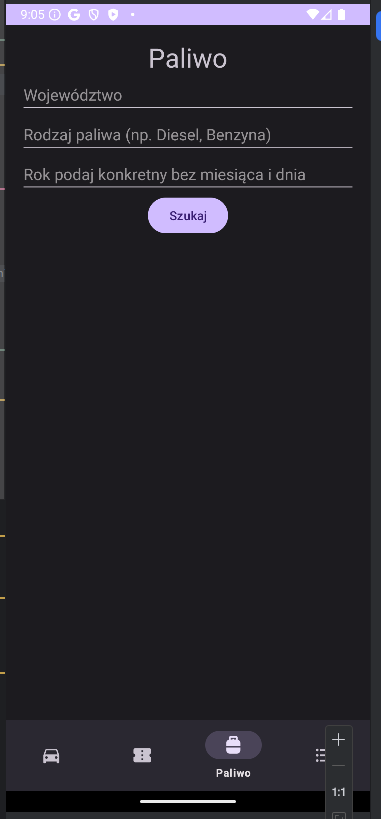 9:05
Paliwo
Województwo
Rodzaj paliwa (np. Diesel, Benzyna)
Rok podaj konkretny bez miesiąca i dnia
Szukaj
Paliwo
1:1